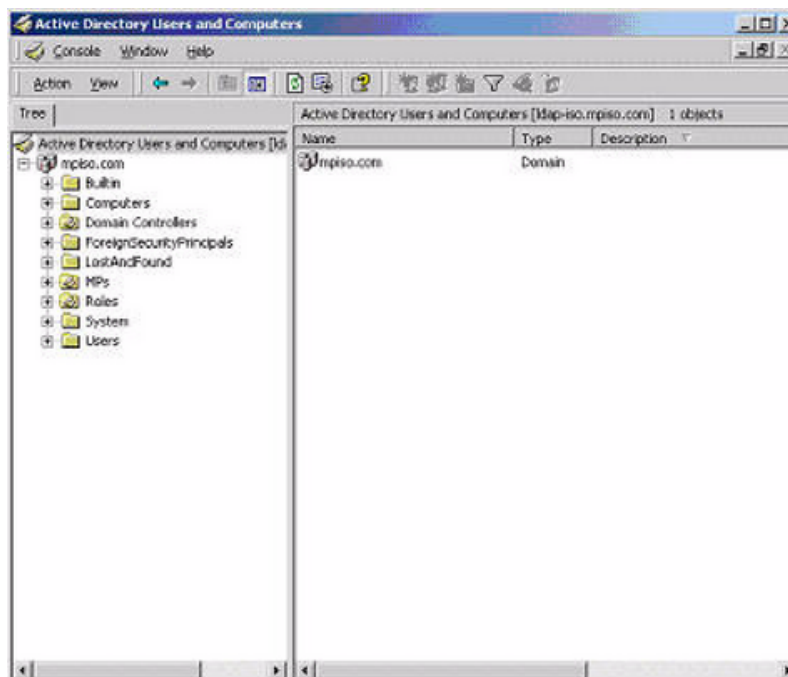 Active Directory Users and Computers
Console Window Help
Action View
Tree
Active Directory Users and Computers [ldap-iso.mpiso.com] 1 objects
Active Directory Users and Computers [ld
Name Type Description
mpiso.com
mpiso.com Domain
Builtin
Computers
Domain Controllers
ForeignSecurityPrincipals
LostAndFound
MPs
Roles
System
Users